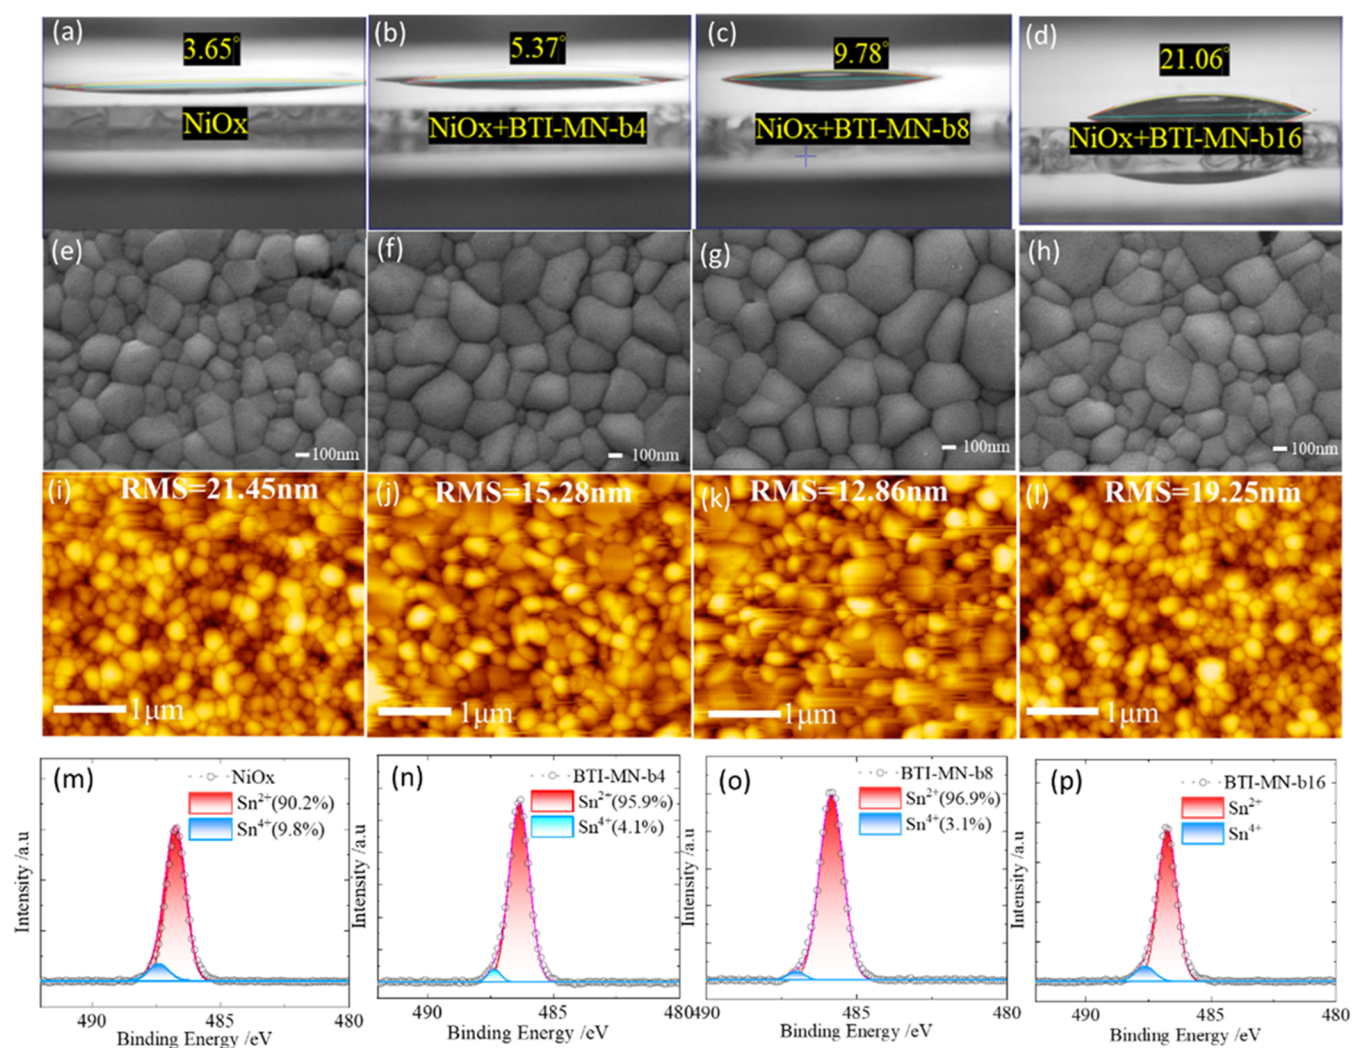 (a)
3.65°
NiOx
(b)
5.37°
NiOx+BTI-MN-b4
(c)
9.78°
NiOx+BTI-MN-b8
(d)
21.06°
NiOx+BTI-MN-b16
(e)
100nm
(f)
100nm
(g)
100nm
(h)
100nm
(i)
RMS=21.45nm
1μm
(j)
RMS=15.28nm
1μm
(k)
RMS=12.86nm
1μm
(l)
RMS=19.25nm
1μm
(m)
NiOx
Sn²⁺(90.2%)
Sn⁴⁺(9.8%)
Intensity /a.u
490 485 480
Binding Energy /eV
(n)
BTI-MN-b4
Sn²⁺(95.9%)
Sn⁴⁺(4.1%)
Intensity /a.u
490 485 480
Binding Energy /eV
(o)
BTI-MN-b8
Sn²⁺(96.9%)
Sn⁴⁺(3.1%)
Intensity /a.u
490 485 480
Binding Energy /eV
(p)
BTI-MN-b16
Sn²⁺
Sn⁴⁺
Intensity /a.u
490 485 480
Binding Energy /eV